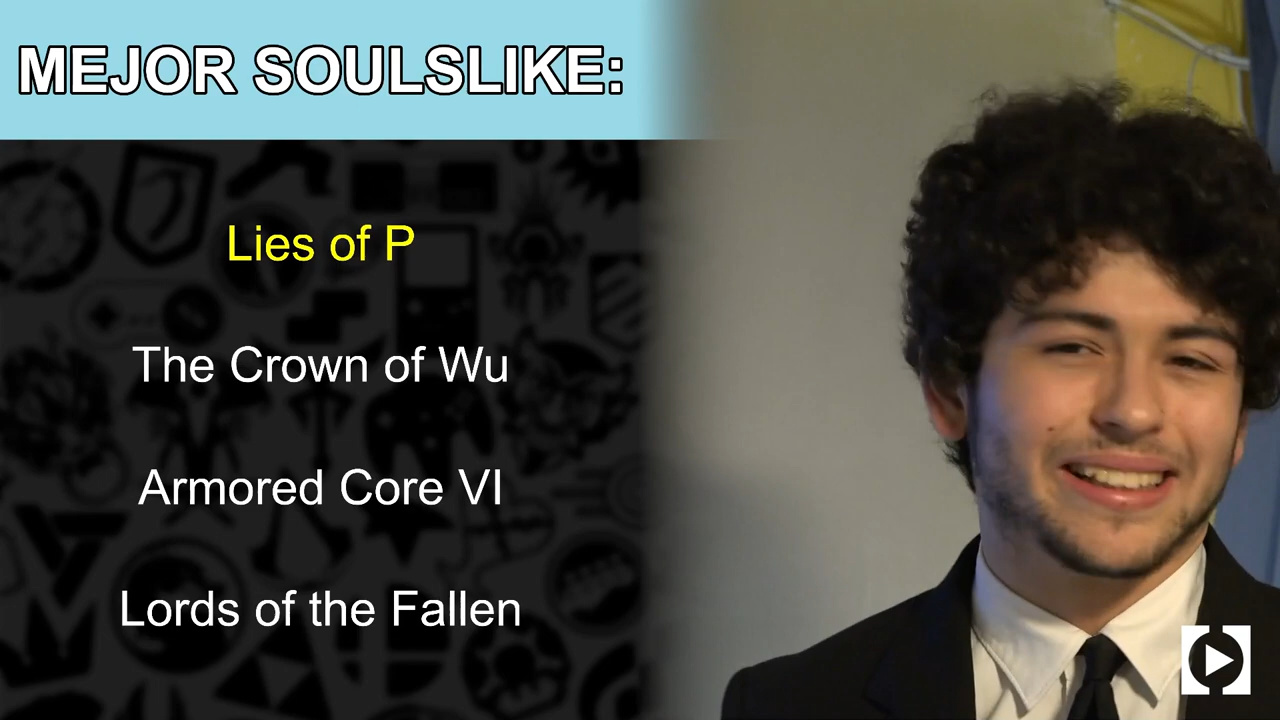 MEJOR SOULSLIKE:
Lies of P
The Crown of Wu
Armored Core VI
Lords of the Fallen